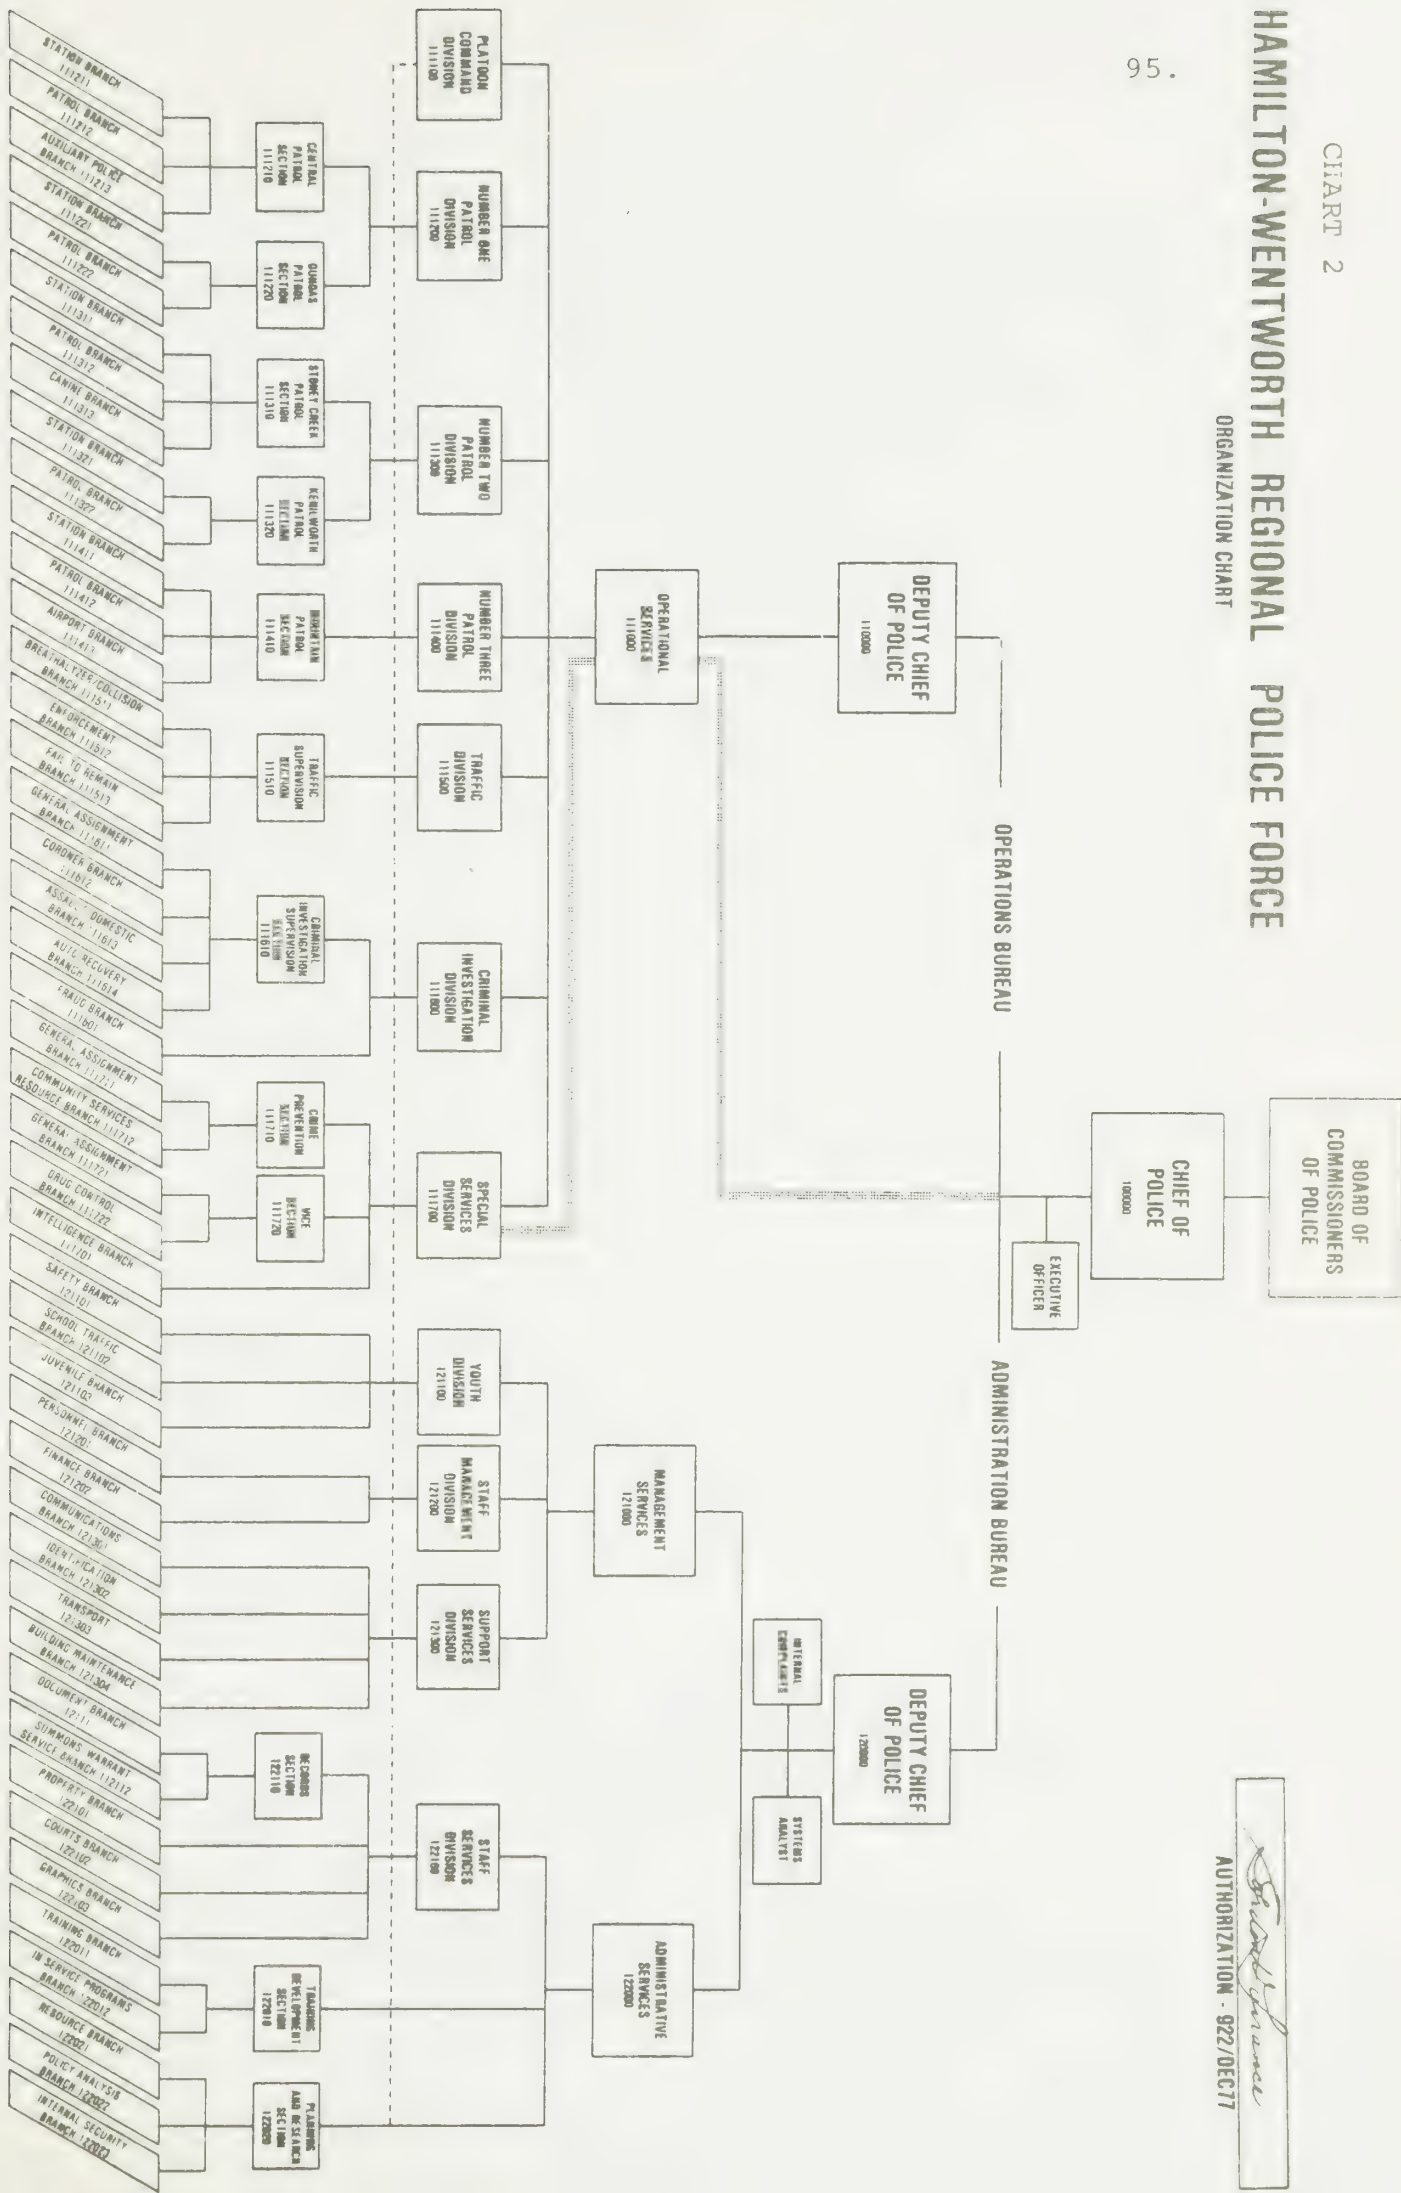 95.
CHART 2
HAMILTON-WENTWORTH REGIONAL POLICE FORCE
ORGANIZATION CHART
AUTHORIZATION - 922/DEC77
BOARD OF
COMMISSIONERS
OF POLICE
CHIEF OF
POLICE
100000
EXECUTIVE
OFFICER
OPERATIONS BUREAU
ADMINISTRATION BUREAU
DEPUTY CHIEF
OF POLICE
110000
DEPUTY CHIEF
OF POLICE
120000
INTERNAL
COMPLAINTS
SYSTEMS
ANALYST
OPERATIONAL
SERVICES
111000
MANAGEMENT
SERVICES
121000
ADMINISTRATIVE
SERVICES
122000
PLATOON
COMMAND
DIVISION
111100
NUMBER ONE
PATROL
DIVISION
111200
NUMBER TWO
PATROL
DIVISION
111300
NUMBER THREE
PATROL
DIVISION
111400
TRAFFIC
DIVISION
111500
CRIMINAL
INVESTIGATION
DIVISION
111600
SPECIAL
SERVICES
DIVISION
111700
YOUTH
DIVISION
121100
STAFF
MANAGEMENT
DIVISION
121200
SUPPORT
SERVICES
DIVISION
121300
STAFF
SERVICES
DIVISION
122100
CENTRAL
PATROL
SECTION
111210
DUNDAS
PATROL
SECTION
111220
STONEY CREEK
PATROL
SECTION
111310
KENILWORTH
PATROL
SECTION
111320
MOUNTAIN
PATROL
SECTION
111410
TRAFFIC
SUPERVISION
SECTION
111510
CRIMINAL
INVESTIGATION
SUPERVISION
SECTION
111610
CRIME
PREVENTION
SECTION
111710
VICE
SECTION
111720
RECORDS
SECTION
122110
TRAINING
DEVELOPMENT
SECTION
122010
PLANNING
AND RESEARCH
SECTION
122020
STATION BRANCH
111211
PATROL BRANCH
111212
AUXILIARY POLICE
BRANCH 111213
STATION BRANCH
111221
PATROL BRANCH
111222
STATION BRANCH
111311
PATROL BRANCH
111312
CANINE BRANCH
111313
STATION BRANCH
111321
PATROL BRANCH
111322
STATION BRANCH
111411
PATROL BRANCH
111412
AIRPORT BRANCH
111413
BREATHALYZER/COLLISION
BRANCH 111511
ENFORCEMENT
BRANCH 111512
FAIL TO REMAIN
BRANCH 111513
GENERAL ASSIGNMENT
BRANCH 111611
CORONER BRANCH
111612
ASSAULT DOMESTIC
BRANCH 111613
AUTO RECOVERY
BRANCH 111614
FRAUD BRANCH
111601
GENERAL ASSIGNMENT
BRANCH 111711
COMMUNITY SERVICES
RESOURCE BRANCH 111712
GENERAL ASSIGNMENT
BRANCH 111721
DRUG CONTROL
BRANCH 111722
INTELLIGENCE BRANCH
111701
SAFETY BRANCH
121101
SCHOOL TRAFFIC
BRANCH 121102
JUVENILE BRANCH
121103
PERSONNEL BRANCH
121201
FINANCE BRANCH
121202
COMMUNICATIONS
BRANCH 121301
IDENTIFICATION
BRANCH 121302
TRANSPORT
121303
BUILDING MAINTENANCE
BRANCH 121304
DOCUMENT BRANCH
SUMMONS WARRANT
SERVICE BRANCH 112112
PROPERTY BRANCH
122101
COURTS BRANCH
122102
GRAPHICS BRANCH
122103
TRAINING BRANCH
122011
IN SERVICE PROGRAMS
BRANCH 122012
RESOURCE BRANCH
122021
POLICY ANALYSIS
BRANCH 122022
INTERNAL SECURITY
BRANCH 122023